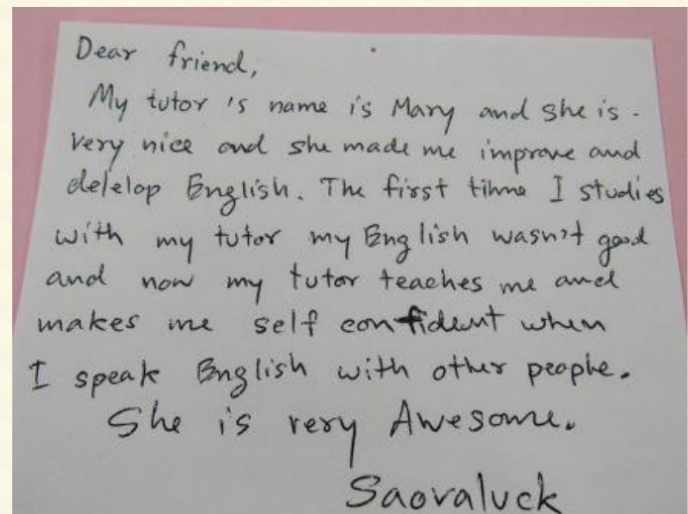 Dear friend,
My tutor 's name is Mary and she is -
very nice and she made me improve and
delelop English. The first tihme I studies
with my tutor my English wasn't good
and now my tutor teaches me and
makes me self confident when
I speak English with other people.
She is very Awesome.
Saovaluck